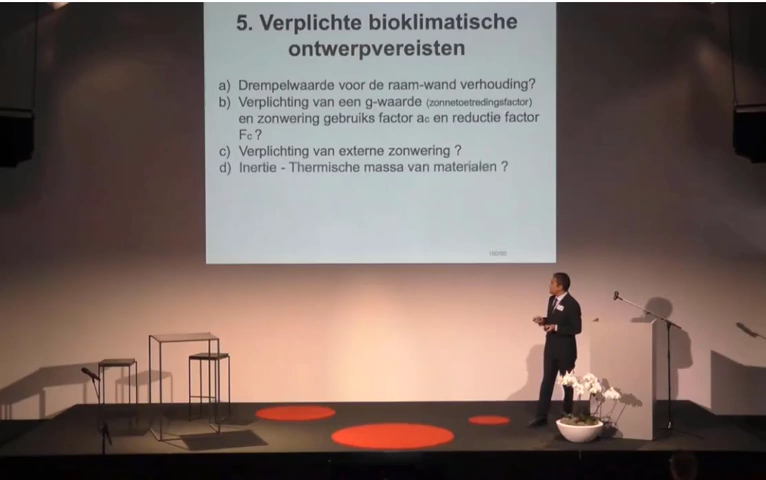 5. Verplichte bioklimatische
ontwerpvereisten
a) Drempelwaarde voor de raam-wand verhouding?
b) Verplichting van een g-waarde (zonnetoetredingsfactor)
en zonwering gebruiks factor ac en reductie factor
Fc ?
c) Verplichting van externe zonwering ?
d) Inertie - Thermische massa van materialen ?